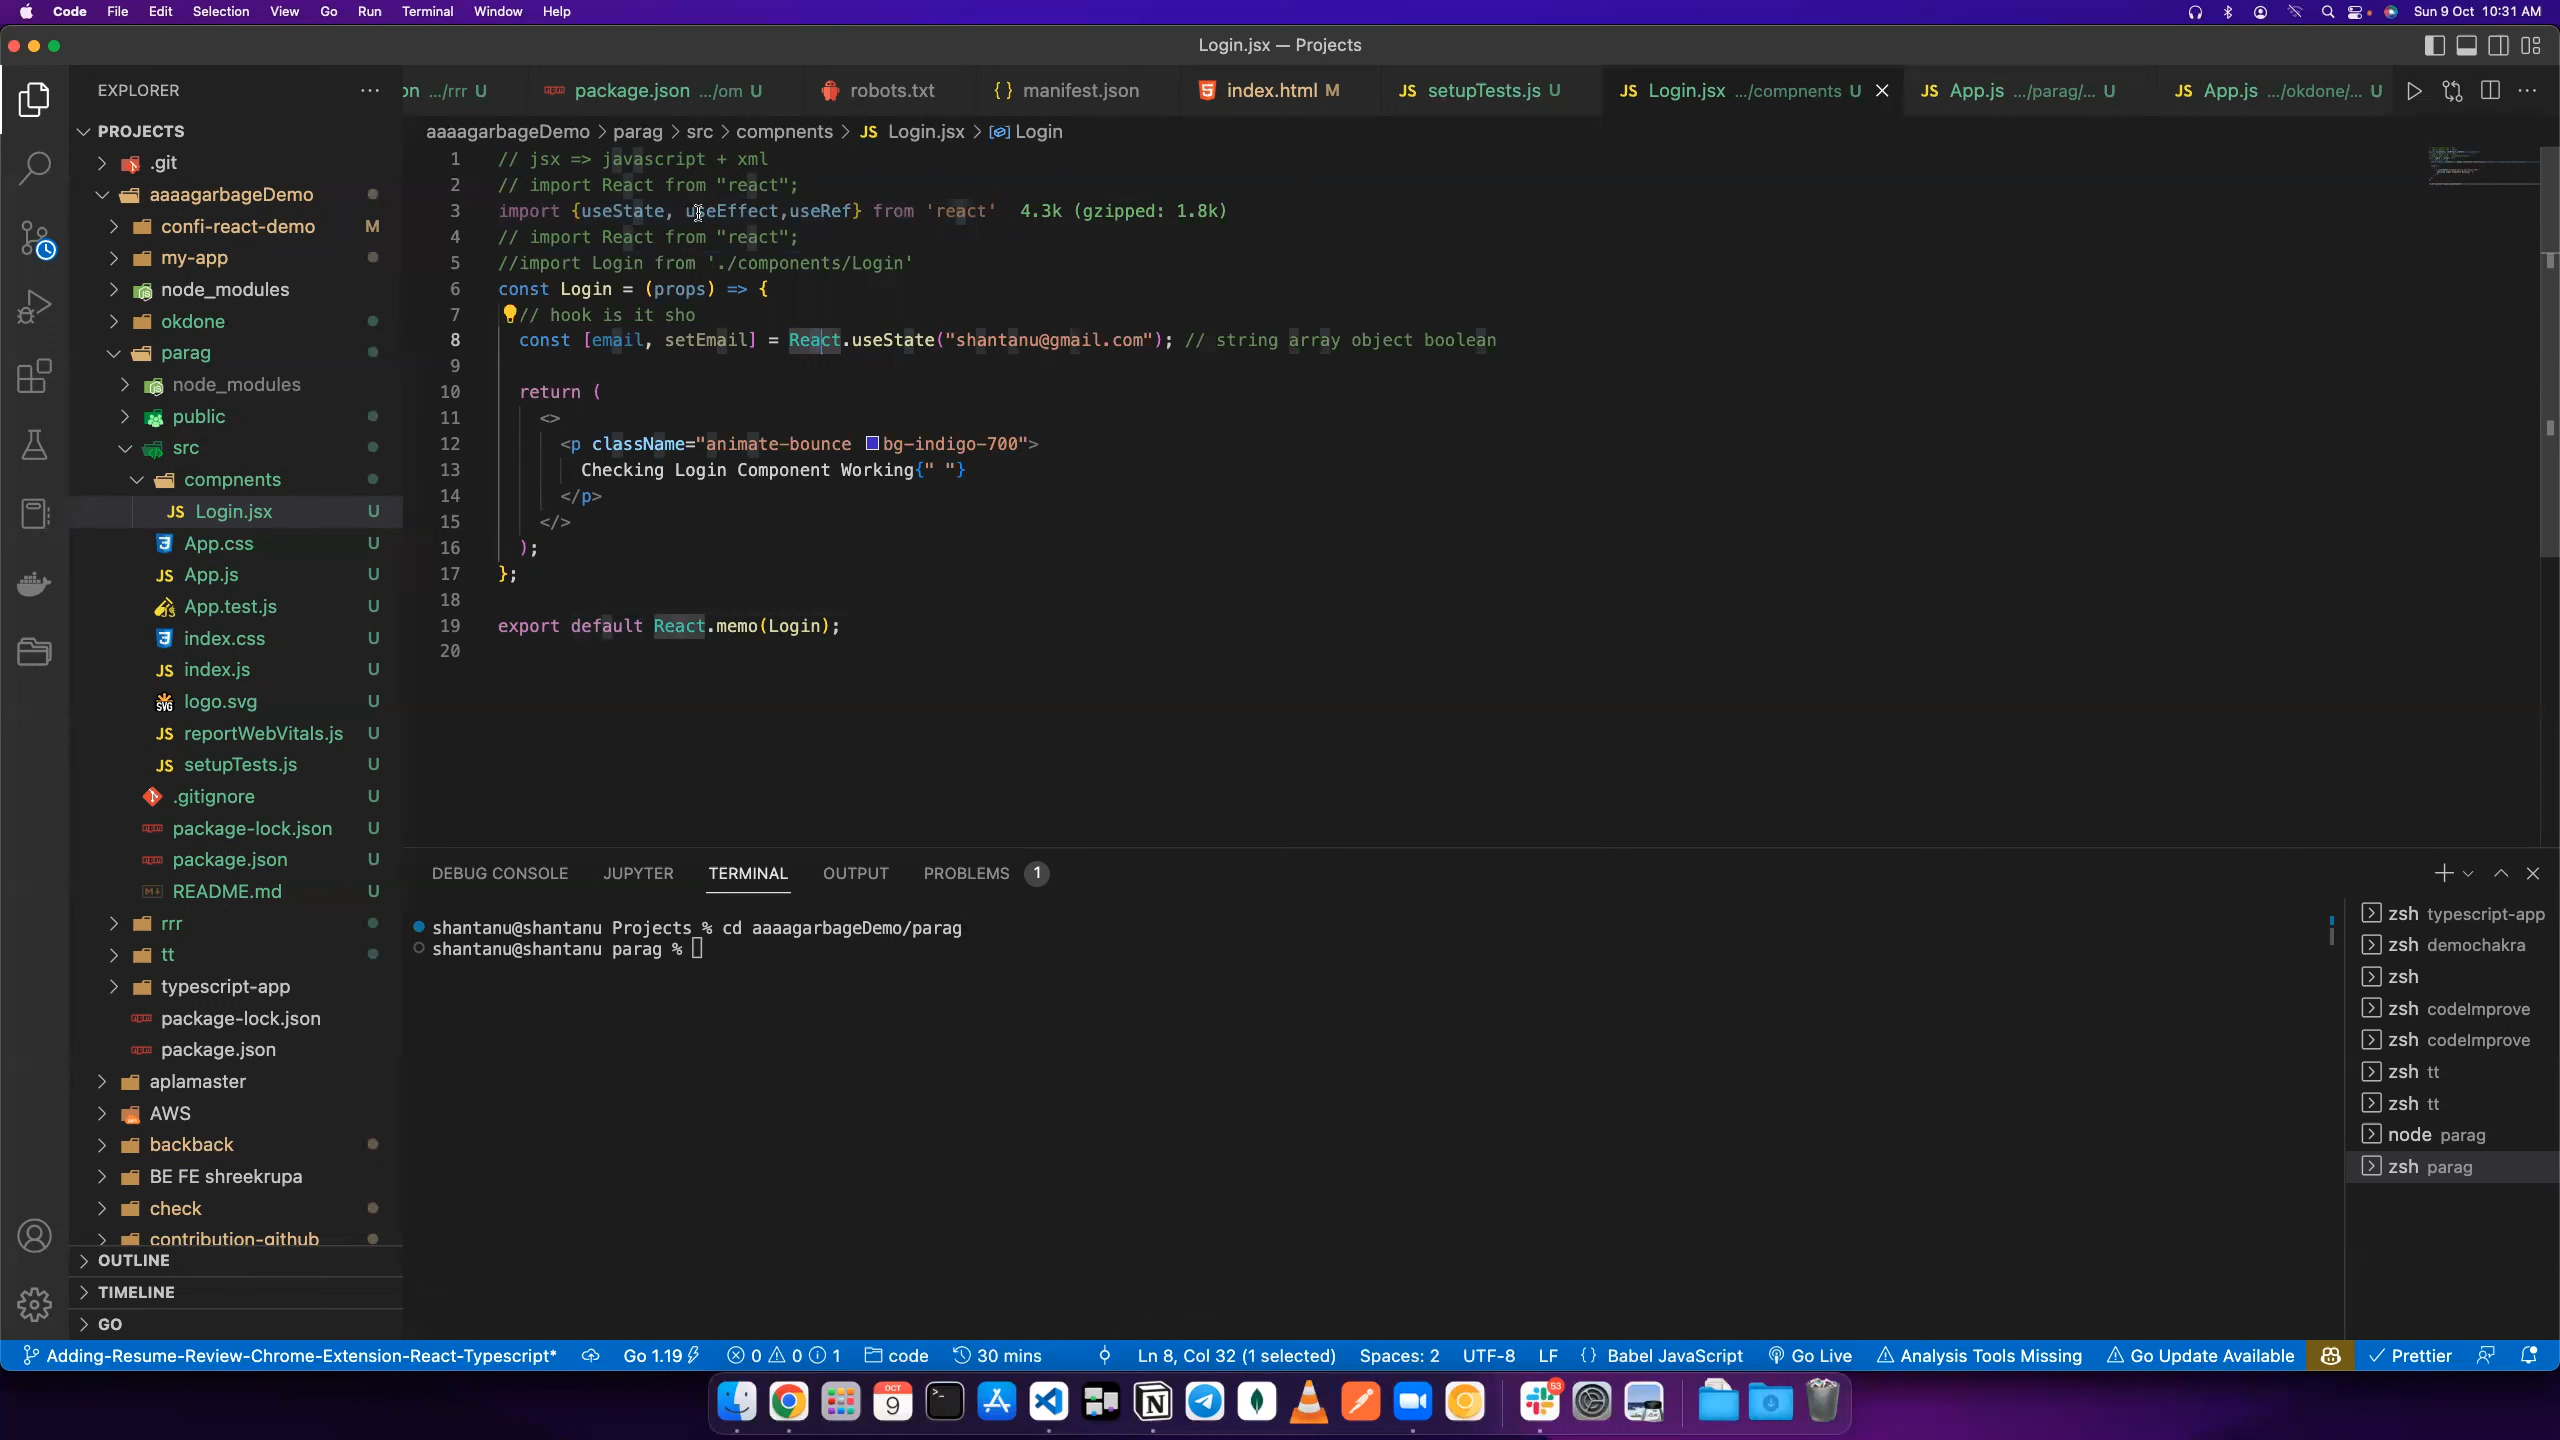 Code File Edit Selection View Go Run Terminal Window Help Sun 9 Oct 10:31 AM
Login.jsx — Projects
EXPLORER
on .../rrr U package.json .../om U robots.txt manifest.json index.html M setupTests.js U Login.jsx .../compnents U App.js .../parag/... U App.js .../okdone/... U
aaaagarbageDemo > parag > src > compnents > JS Login.jsx > Login
PROJECTS
.git
aaaagarbageDemo
confi-react-demo M
my-app
node_modules
okdone
parag
node_modules
public
src
compnents
JS Login.jsx U
App.css U
JS App.js U
App.test.js U
index.css U
JS index.js U
logo.svg U
JS reportWebVitals.js U
JS setupTests.js U
.gitignore U
package-lock.json U
package.json U
README.md U
rrr
tt
typescript-app
package-lock.json
package.json
aplamaster
AWS
backback
BE FE shreekrupa
check
contribution-github
OUTLINE
TIMELINE
GO
1 // jsx => javascript + xml
2 // import React from "react";
3 import {useState, useEffect,useRef} from 'react' 4.3k (gzipped: 1.8k)
4 // import React from "react";
5 //import Login from './components/Login'
6 const Login = (props) => {
7 // hook is it sho
8 const [email, setEmail] = React.useState("shantanu@gmail.com"); // string array object boolean
9
10 return (
11 <>
12 <p className="animate-bounce bg-indigo-700">
13 Checking Login Component Working{" "}
14 </p>
15 </>
16 );
17 };
18
19 export default React.memo(Login);
20
DEBUG CONSOLE JUPYTER TERMINAL OUTPUT PROBLEMS 1
shantanu@shantanu Projects % cd aaaagarbageDemo/parag
shantanu@shantanu parag %
zsh typescript-app
zsh demochakra
zsh
zsh codeImprove
zsh codeImprove
zsh tt
zsh tt
node parag
zsh parag
Adding-Resume-Review-Chrome-Extension-React-Typescript* Go 1.19 0 0 1 code 30 mins Ln 8, Col 32 (1 selected) Spaces: 2 UTF-8 LF {} Babel JavaScript Go Live Analysis Tools Missing Go Update Available Prettier
OCT
9
53